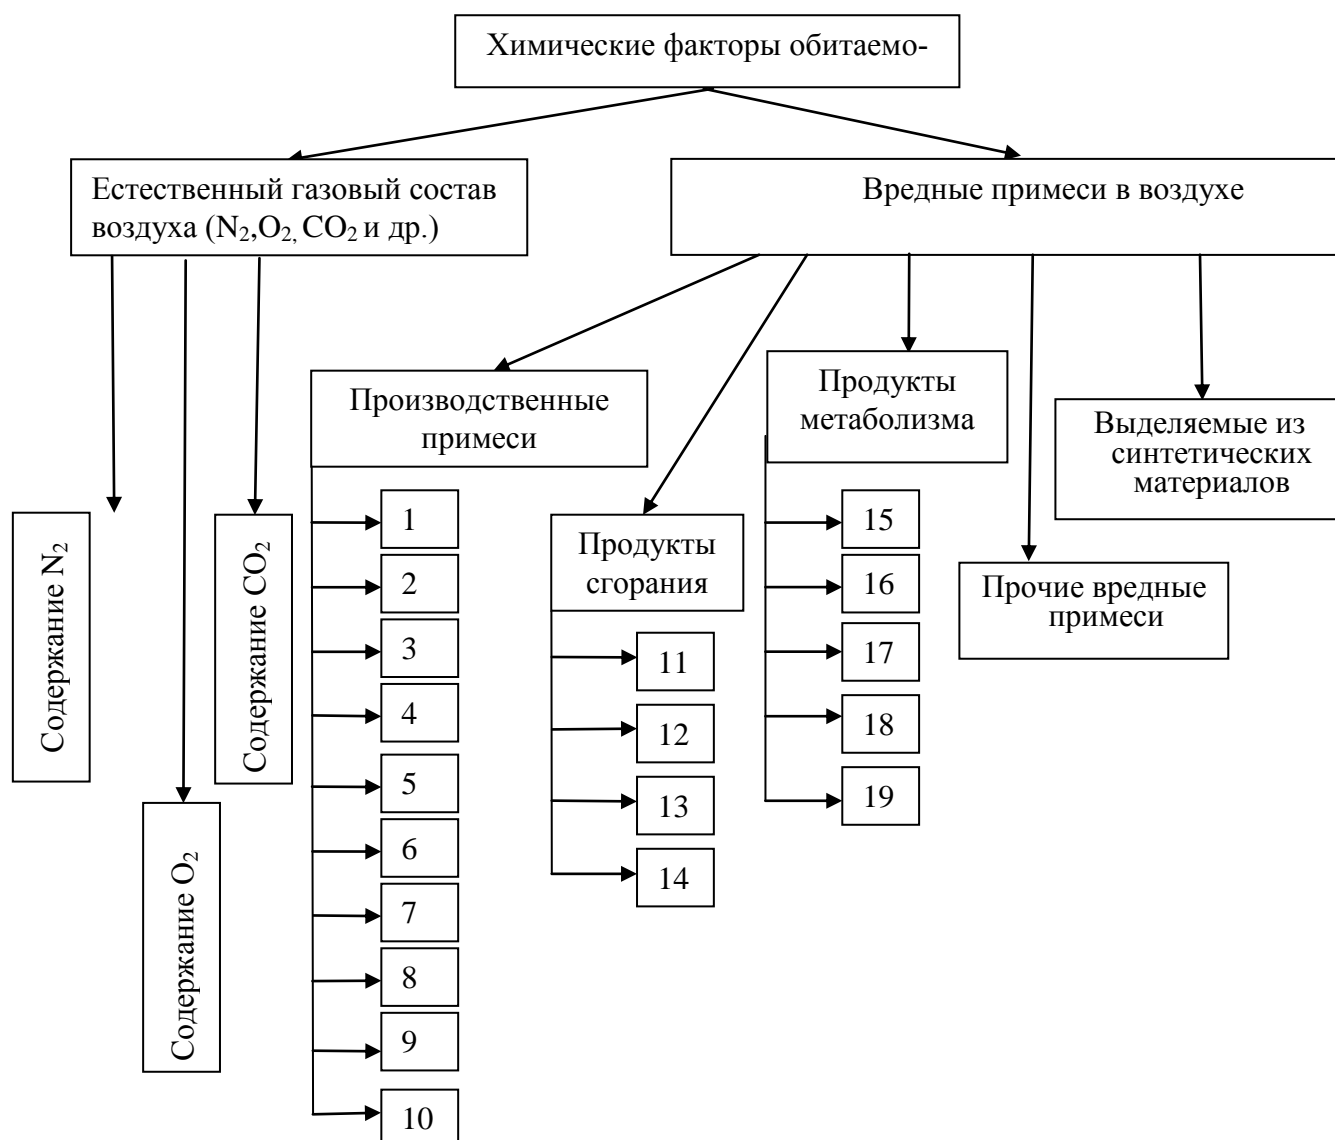 Химические факторы обитаемо-
Естественный газовый состав
воздуха (N₂,O₂, CO₂ и др.)
Вредные примеси в воздухе
Содержание N₂
Содержание O₂
Содержание CO₂
Производственные
примеси
1
2
3
4
5
6
7
8
9
10
Продукты
сгорания
11
12
13
14
Продукты
метаболизма
15
16
17
18
19
Прочие вредные
примеси
Выделяемые из
синтетических
материалов